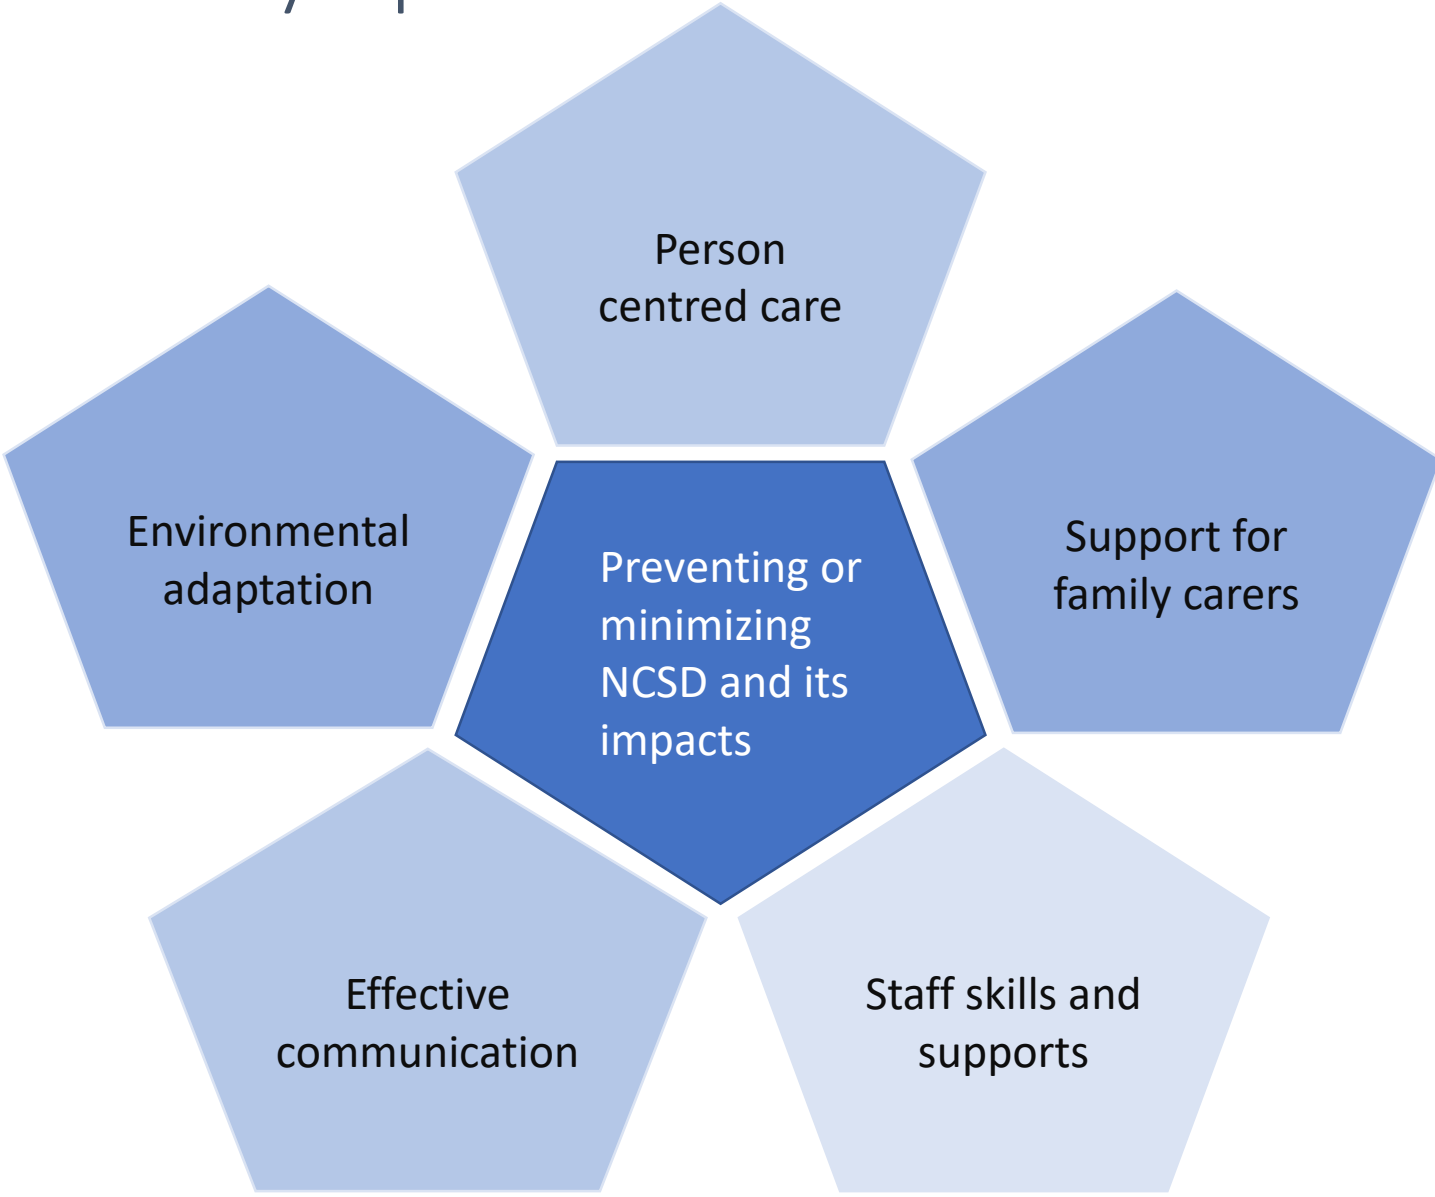 Person
centred care
Support for
family carers
Staff skills and
supports
Effective
communication
Environmental
adaptation
Preventing or
minimizing
NCSD and its
impacts